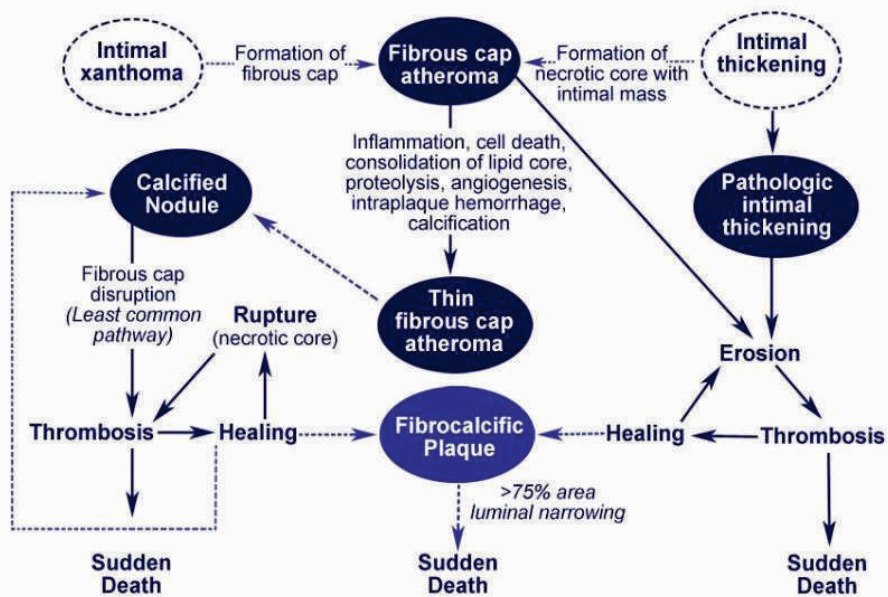 Intimal
xanthoma
Formation of
fibrous cap
Fibrous cap
atheroma
Formation of
necrotic core with
intimal mass
Intimal
thickening
Inflammation, cell death,
consolidation of lipid core,
proteolysis, angiogenesis,
intraplaque hemorrhage,
calcification
Calcified
Nodule
Pathologic
intimal
thickening
Fibrous cap
disruption
(Least common
pathway)
Rupture
(necrotic core)
Thin
fibrous cap
atheroma
Erosion
Thrombosis
Healing
Fibrocalcific
Plaque
Healing
Thrombosis
>75% area
luminal narrowing
Sudden
Death
Sudden
Death
Sudden
Death